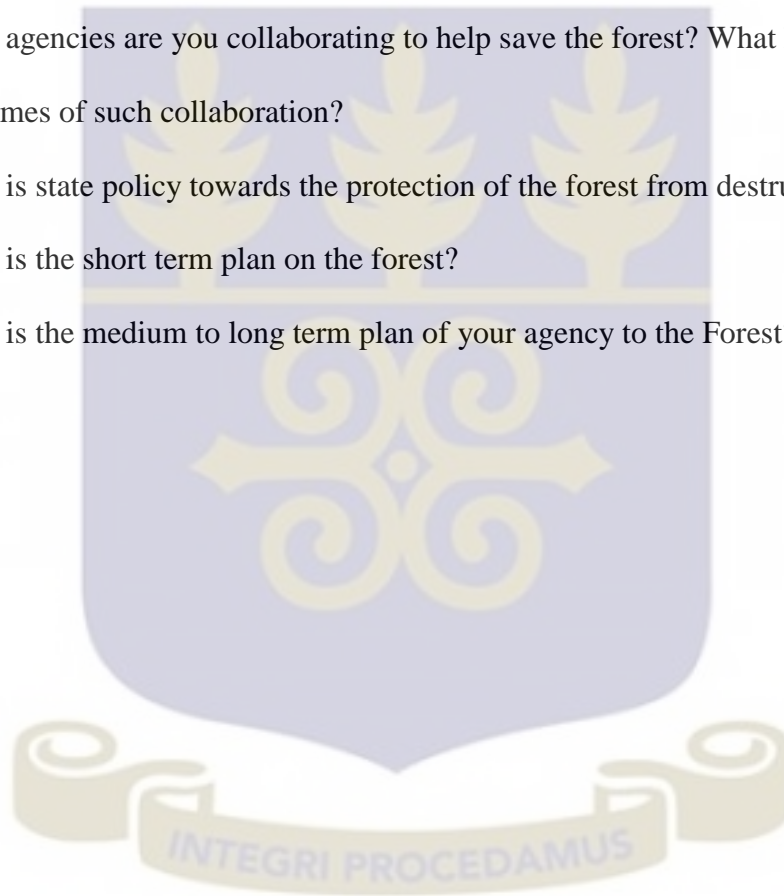 agencies are you collaborating to help save the forest? What
mes of such collaboration?
is state policy towards the protection of the forest from destru
is the short term plan on the forest?
is the medium to long term plan of your agency to the Forest
INTEGRI PROCEDAMUS